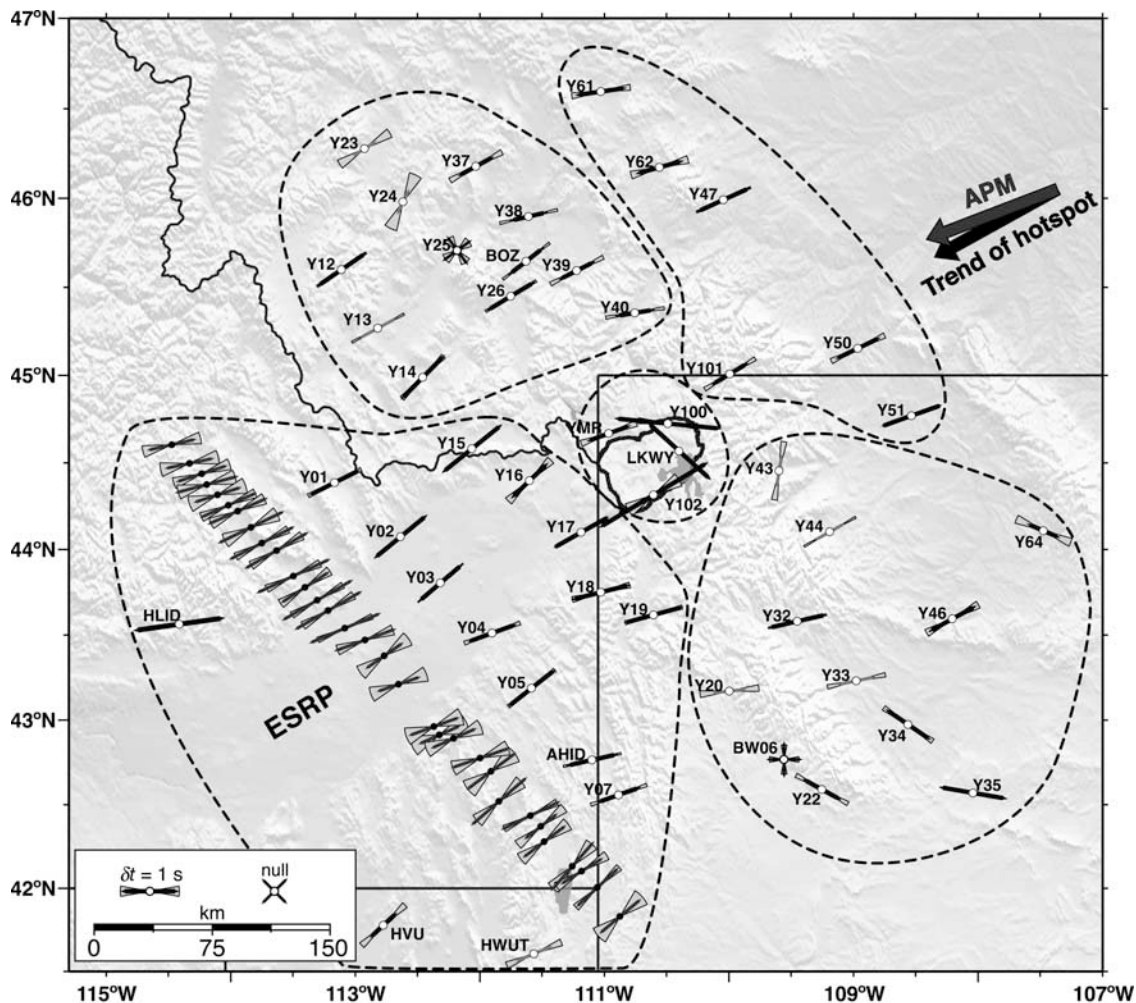 47°N
Y61
Y23
Y37
Y62
46°N
Y24
Y47
APM
Y38
Trend of hotspot
Y25
BOZ
Y12
Y39
Y26
Y13
Y40
Y50
45°N
Y14
Y101
Y51
Y100
YMR
Y15
LKWY
Y43
Y01
Y16
Y102
Y44
Y64
44°N
Y02
Y17
Y03
Y18
HLID
Y19
Y32
Y46
Y04
Y05
Y20
Y33
43°N
ESRP
Y34
AHID
BW06
Y07
Y22
Y35
δt = 1 s
null
42°N
km
0 75 150
HVU
HWUT
115°W 113°W 111°W 109°W 107°W